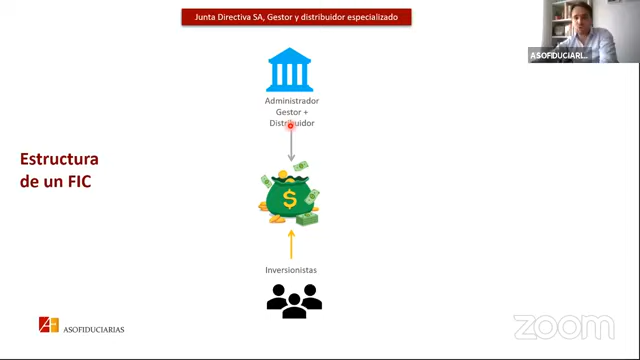 Junta Directiva SA, Gestor y distribuidor especializado
ASOFIDUCIARI...
Administrador
Gestor +
Distribuidor
Estructura
de un FIC
$
Inversionistas
ASOFIDUCIARIAS
zoom